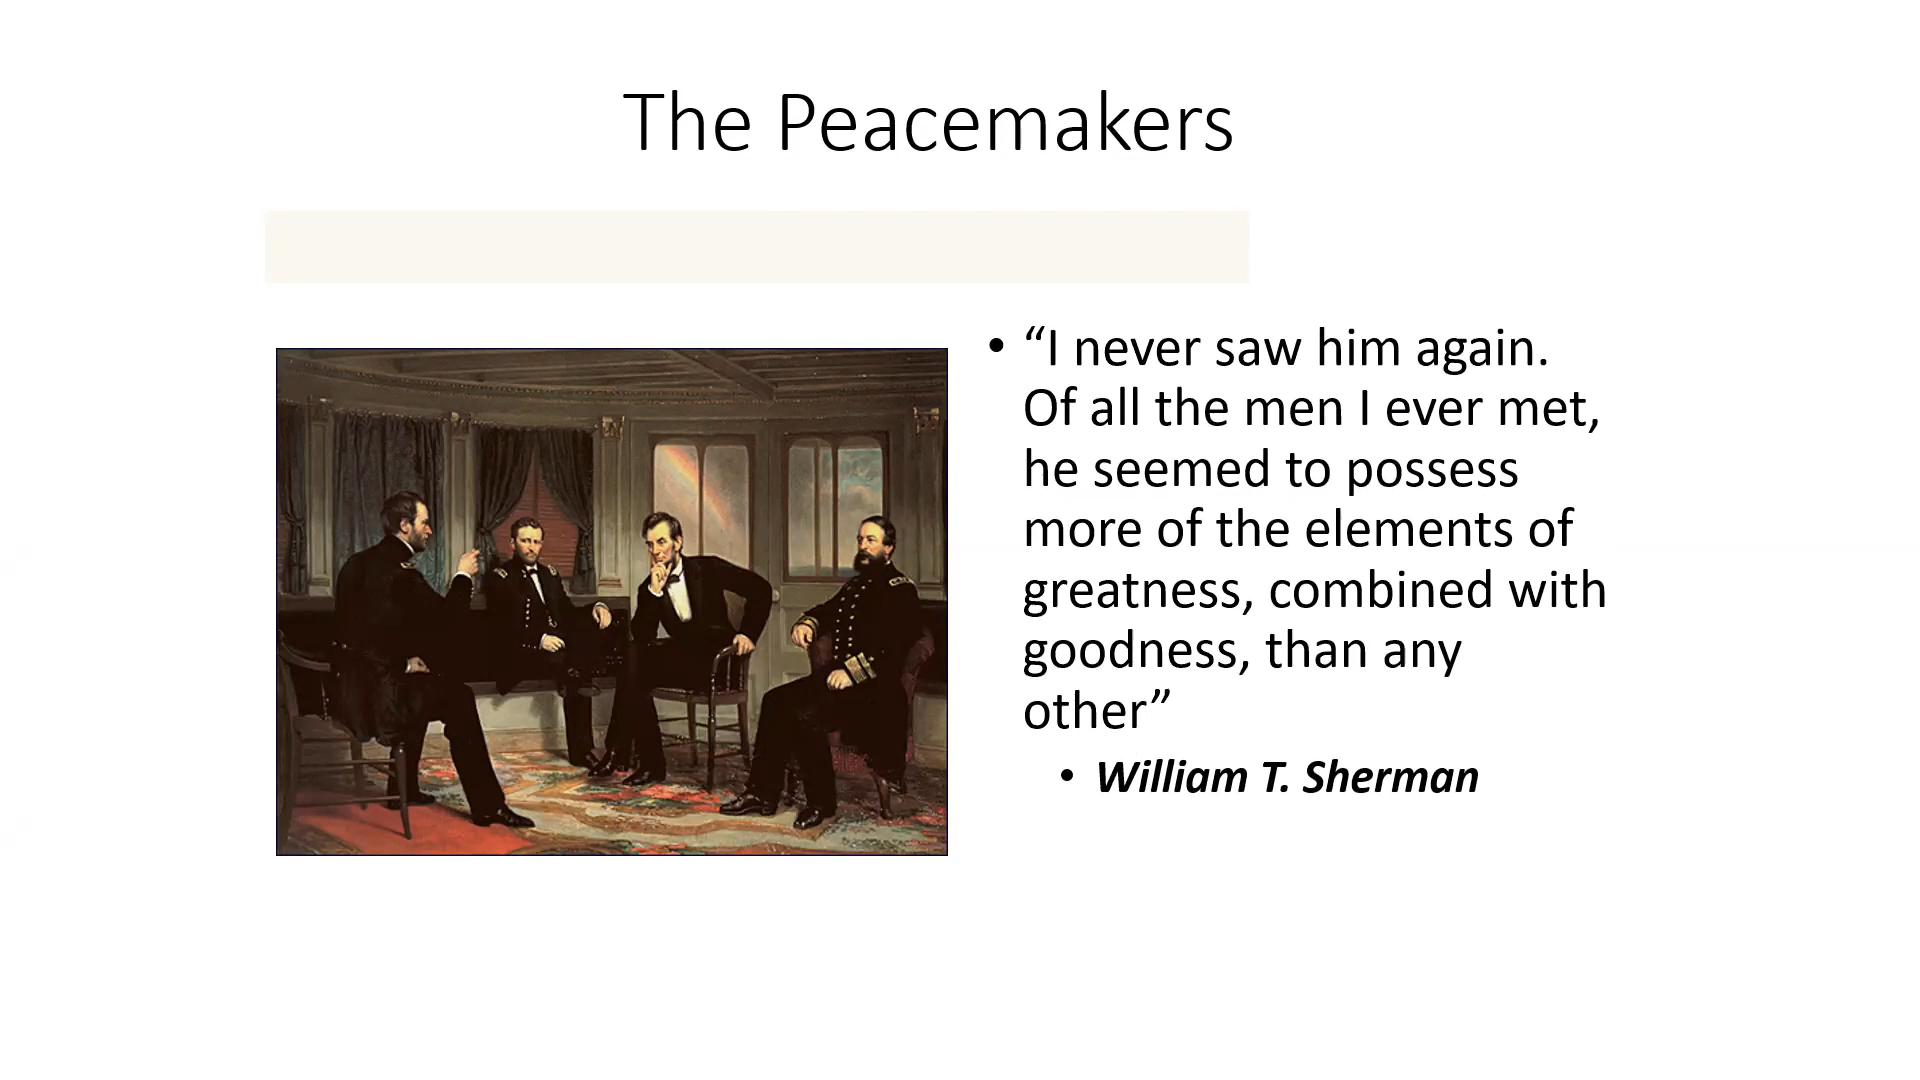 The Peacemakers
• “I never saw him again.
Of all the men I ever met,
he seemed to possess
more of the elements of
greatness, combined with
goodness, than any
other”
• William T. Sherman